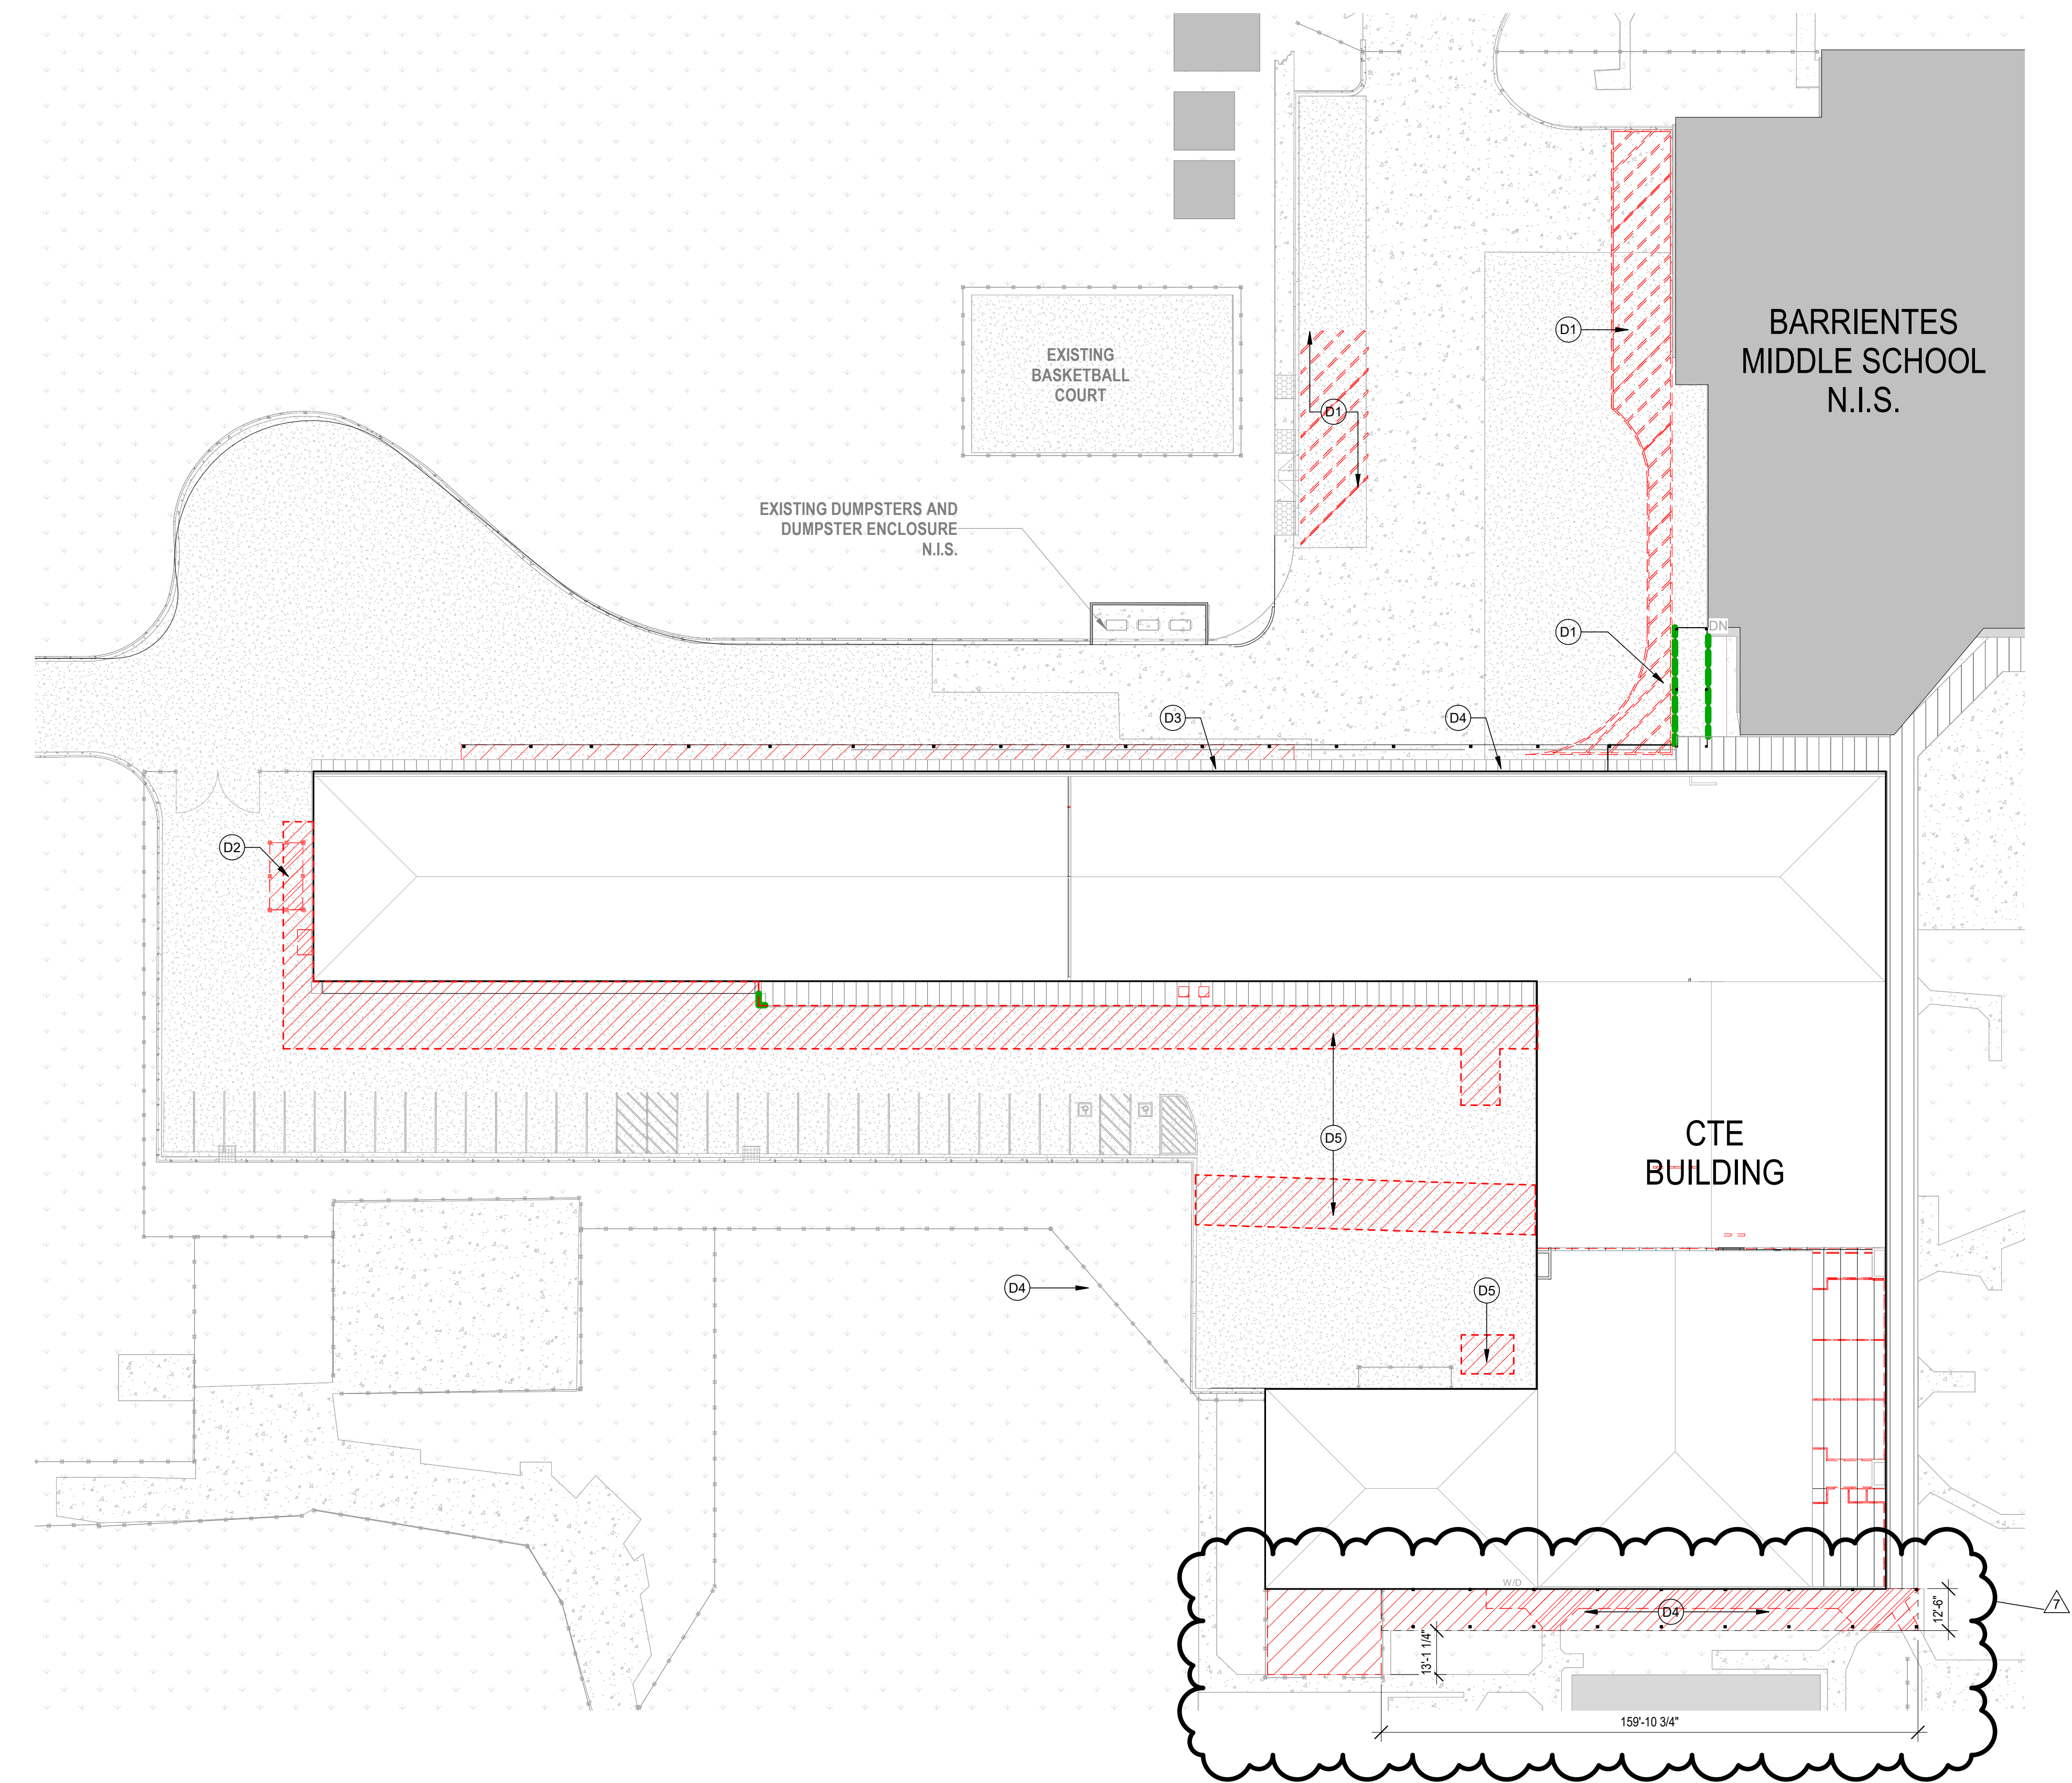 BARRIENTES
MIDDLE SCHOOL
N.I.S.
D1
EXISTING
BASKETBALL
COURT
D1
EXISTING DUMPSTERS AND
DUMPSTER ENCLOSURE
N.I.S.
D1
DN
D3
D4
D2
CTE
BUILDING
D5
D4
D5
W/D
D4
12'-6"
7
13'-1 1/4"
159'-10 3/4"